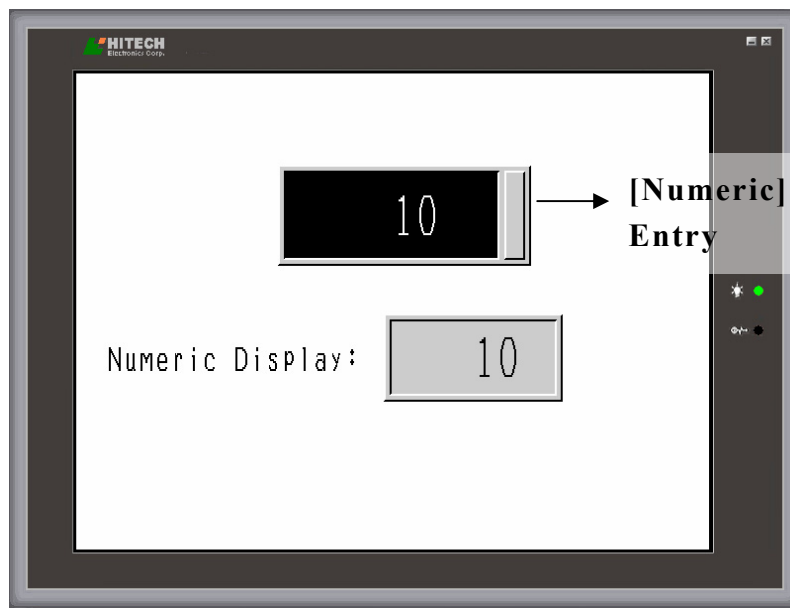 HITECH
Electronics Corp.
10
[Numeric]
Entry
Numeric Display:
10